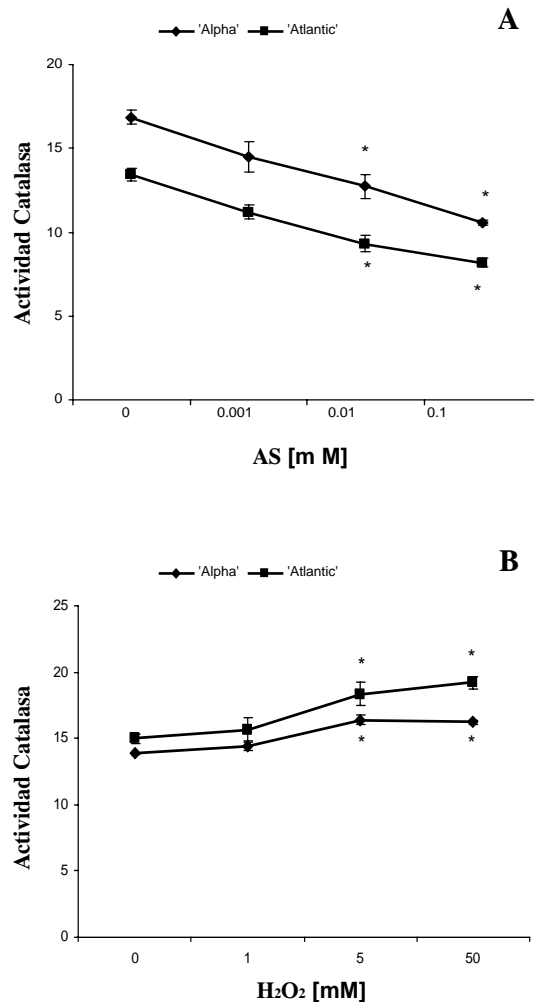 A
'Alpha' 'Atlantic'
20
15
10
5
0
Actividad Catalasa
* *
* *
0 0.001 0.01 0.1
AS [m M]
B
'Alpha' 'Atlantic'
25
20
15
10
5
0
Actividad Catalasa
* *
* *
0 1 5 50
H₂O₂ [mM]